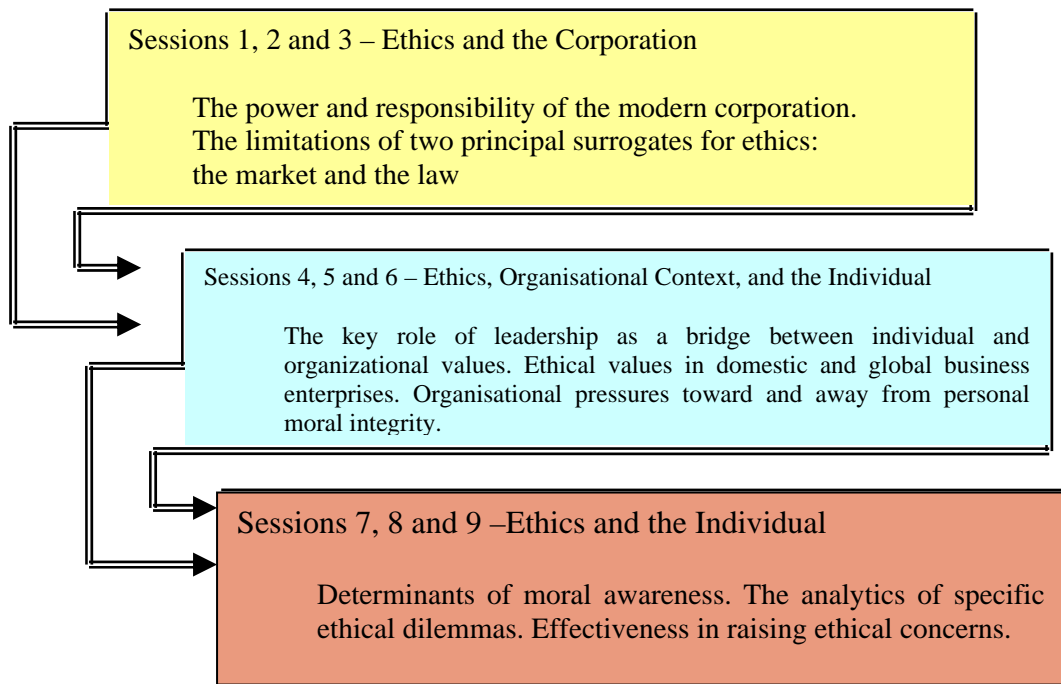 Sessions 1, 2 and 3 – Ethics and the Corporation
The power and responsibility of the modern corporation.
The limitations of two principal surrogates for ethics:
the market and the law
Sessions 4, 5 and 6 – Ethics, Organisational Context, and the Individual
The key role of leadership as a bridge between individual and
organizational values. Ethical values in domestic and global business
enterprises. Organisational pressures toward and away from personal
moral integrity.
Sessions 7, 8 and 9 –Ethics and the Individual
Determinants of moral awareness. The analytics of specific
ethical dilemmas. Effectiveness in raising ethical concerns.